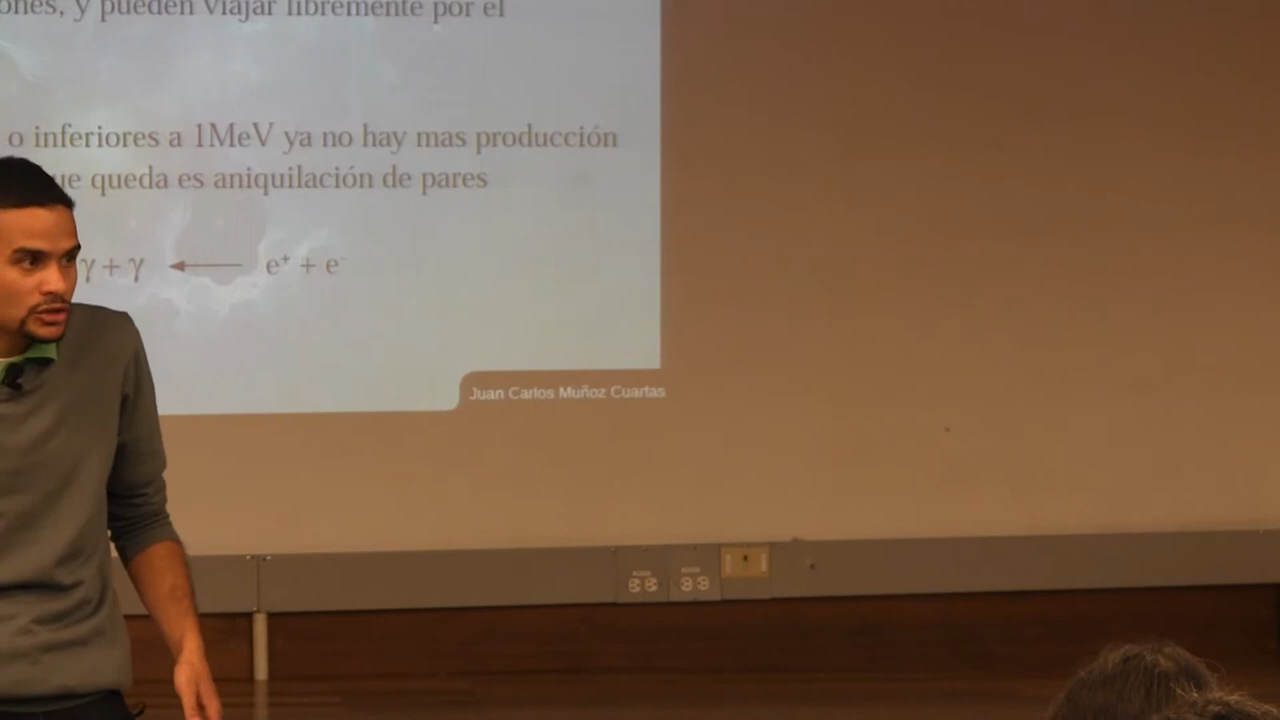 ones, y pueden viajar libremente por el
o inferiores a 1MeV ya no hay mas producción
ue queda es aniquilación de pares
γ + γ ← e⁺ + e⁻
Juan Carlos Muñoz Cuartas